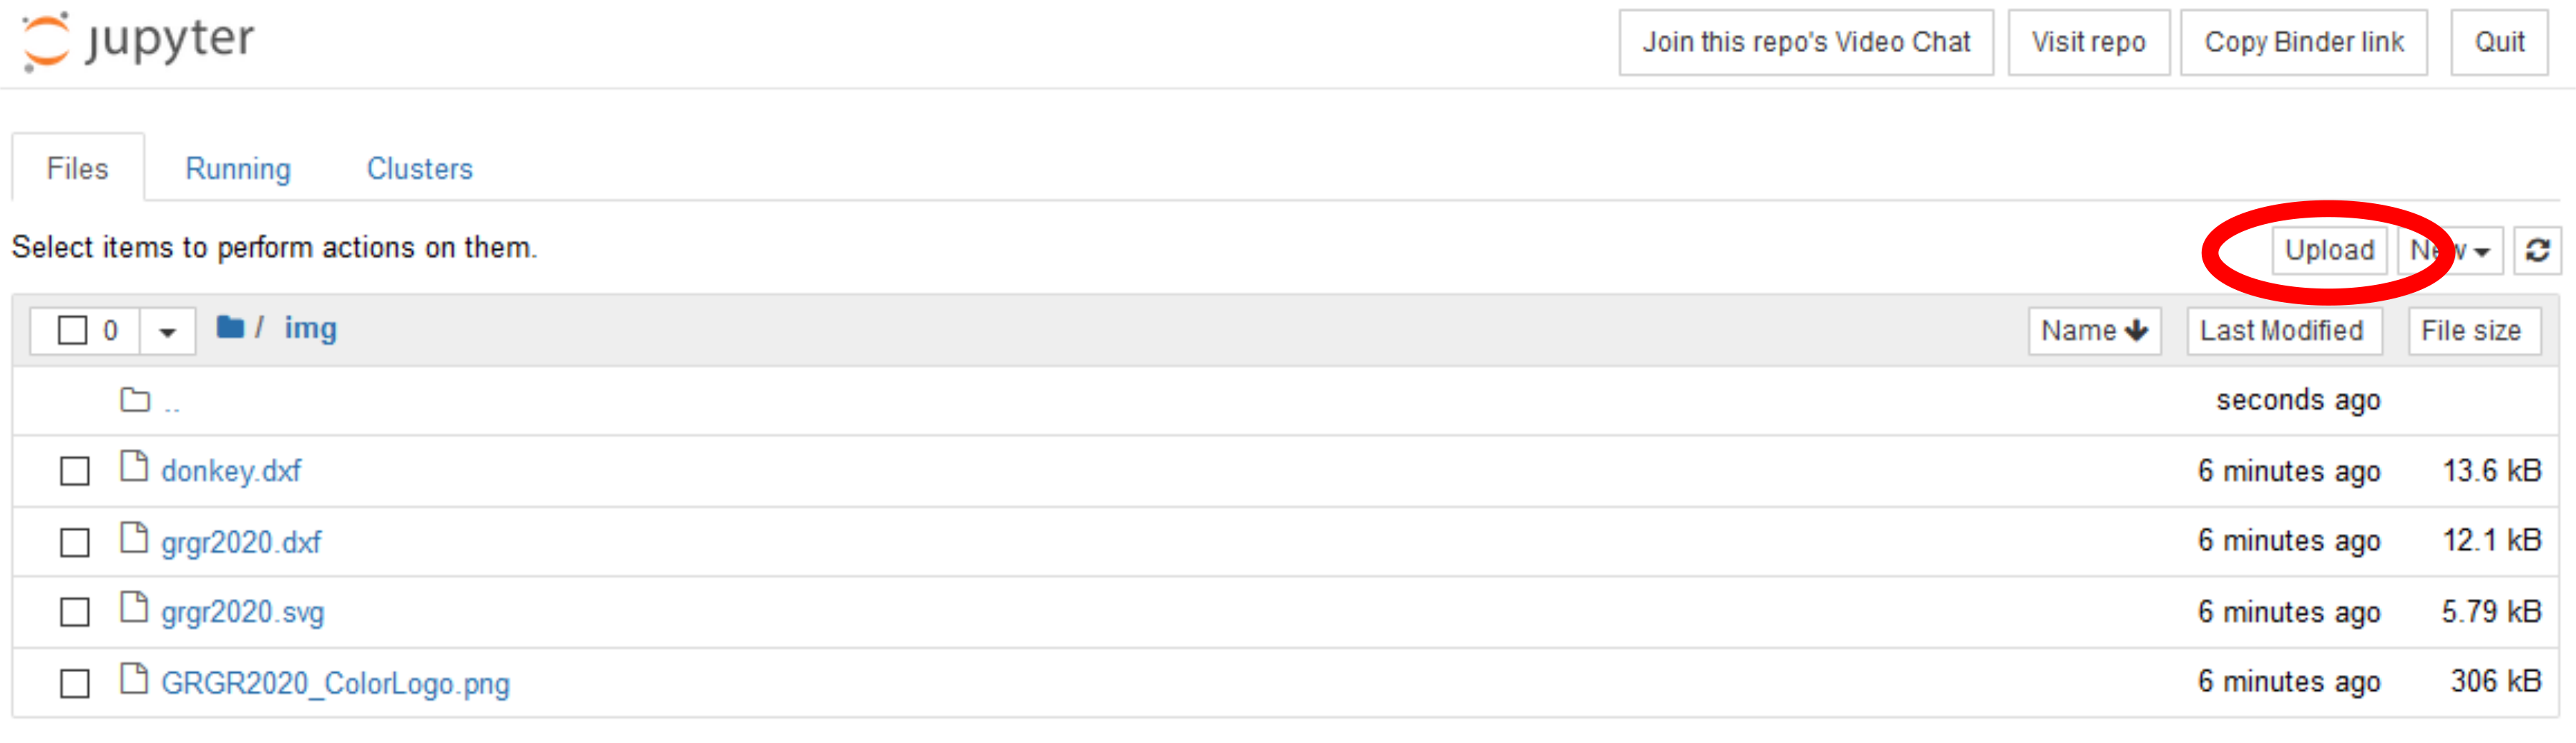 jupyter Join this repo's Video Chat Visit repo Copy Binder link Quit
Files Running Clusters
Select items to perform actions on them. Upload New
0 / img Name Last Modified File size
.. seconds ago
donkey.dxf 6 minutes ago 13.6 kB
grgr2020.dxf 6 minutes ago 12.1 kB
grgr2020.svg 6 minutes ago 5.79 kB
GRGR2020_ColorLogo.png 6 minutes ago 306 kB